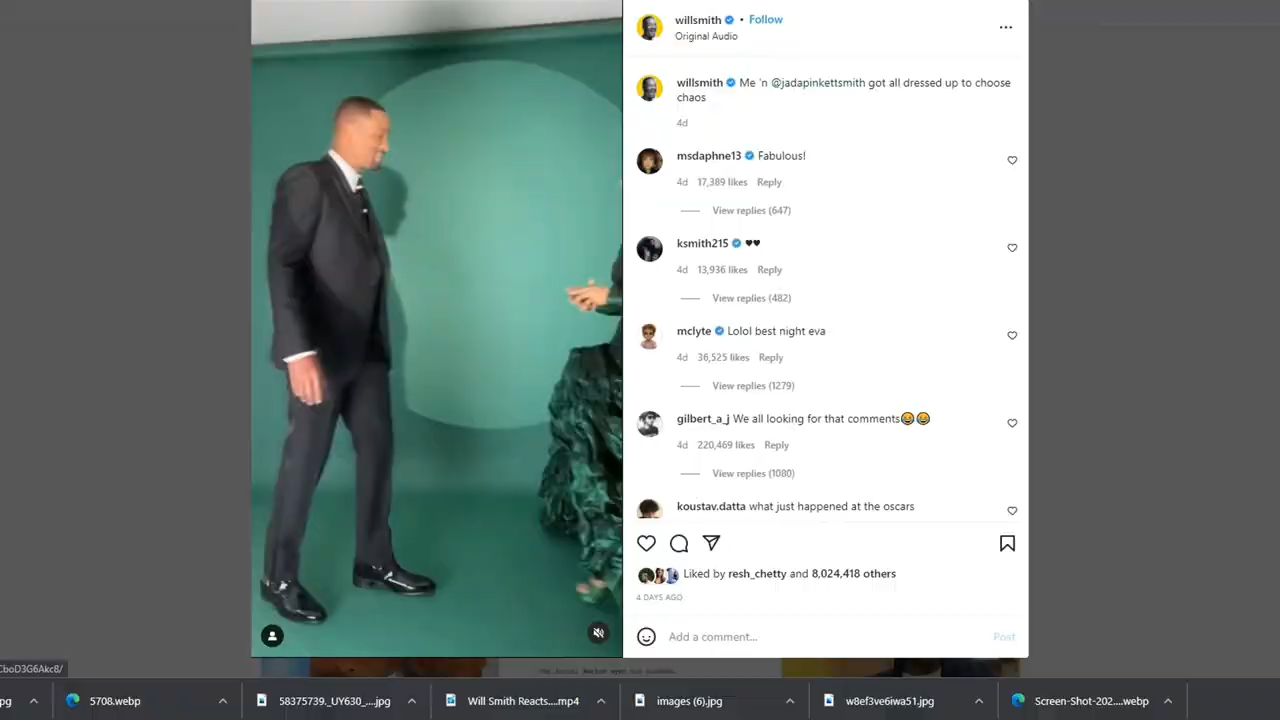 willsmith • Follow
Original Audio
willsmith Me 'n @jadapinkettsmith got all dressed up to choose
chaos
4d
msdaphne13 Fabulous!
4d 17,389 likes Reply
View replies (647)
ksmith215 ♥♥
4d 13,936 likes Reply
View replies (482)
mclyte Lolol best night eva
4d 36,525 likes Reply
View replies (1279)
gilbert_a_j We all looking for that comments😂😂
4d 220,469 likes Reply
View replies (1080)
koustav.datta what just happened at the oscars
Liked by resh_chetty and 8,024,418 others
4 DAYS AGO
Add a comment... Post
CboD3G6Akc8/
pg
5708.webp
58375739._UY630_....jpg
Will Smith Reacts....mp4
images (6).jpg
w8ef3ve6iwa51.jpg
Screen-Shot-202....webp